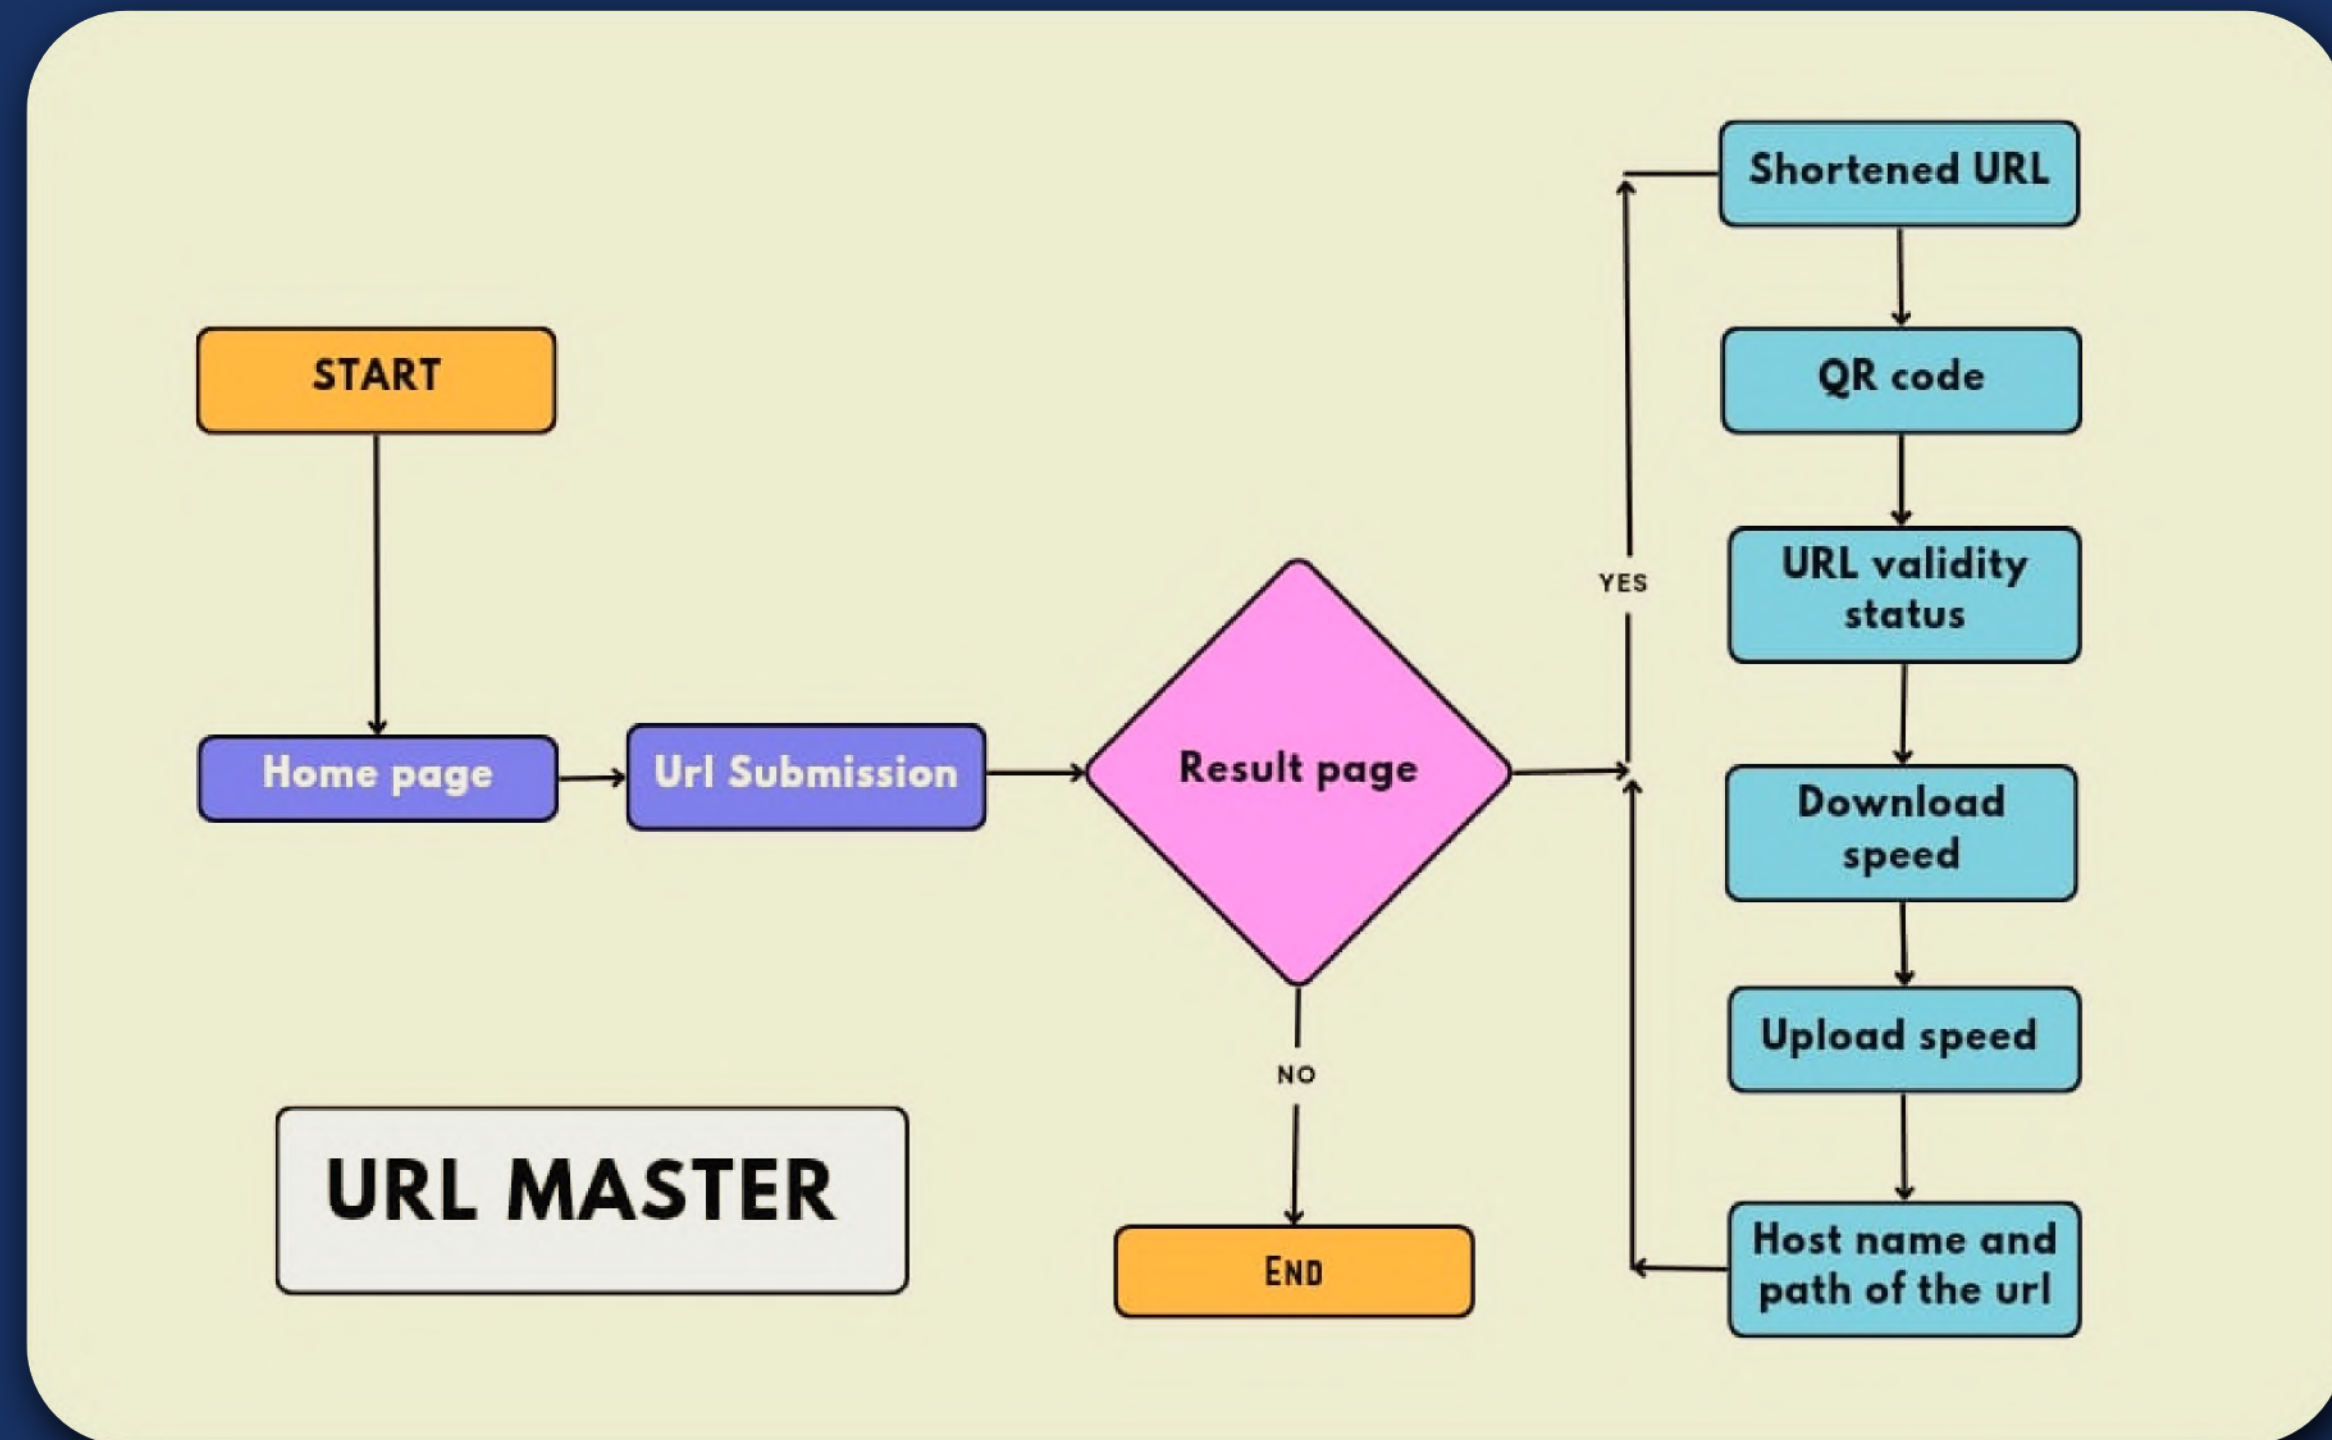 START
Home page
Url Submission
Result page
YES
NO
END
Shortened URL
QR code
URL validity
status
Download
speed
Upload speed
Host name and
path of the url
URL MASTER